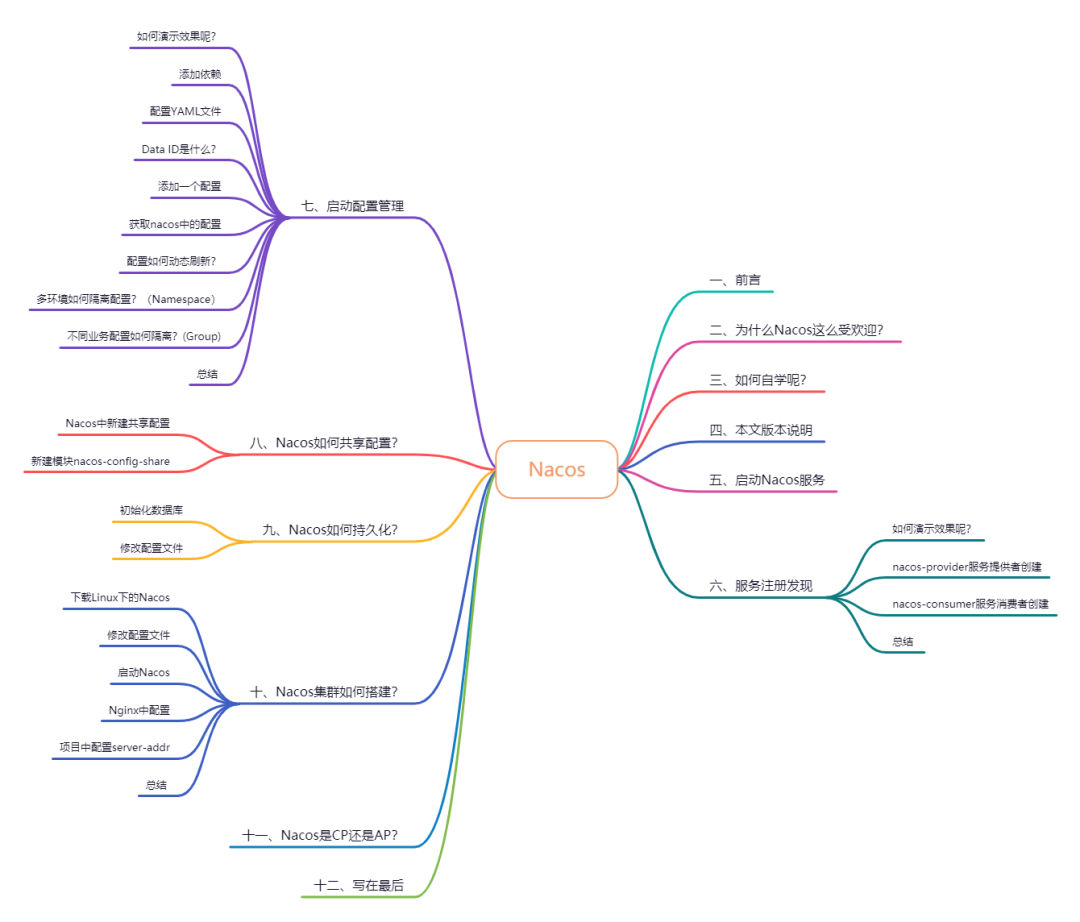 Nacos
一、前言
二、为什么Nacos这么受欢迎?
三、如何自学呢?
四、本文版本说明
五、启动Nacos服务
六、服务注册发现
如何演示效果呢?
nacos-provider服务提供者创建
nacos-consumer服务消费者创建
总结
七、启动配置管理
如何演示效果呢?
添加依赖
配置YAML文件
Data ID是什么?
添加一个配置
获取nacos中的配置
配置如何动态刷新?
多环境如何隔离配置? （Namespace）
不同业务配置如何隔离? (Group)
总结
八、Nacos如何共享配置?
Nacos中新建共享配置
新建模块nacos-config-share
九、Nacos如何持久化?
初始化数据库
修改配置文件
十、Nacos集群如何搭建?
下载Linux下的Nacos
修改配置文件
启动Nacos
Nginx中配置
项目中配置server-addr
总结
十一、Nacos是CP还是AP?
十二、写在最后